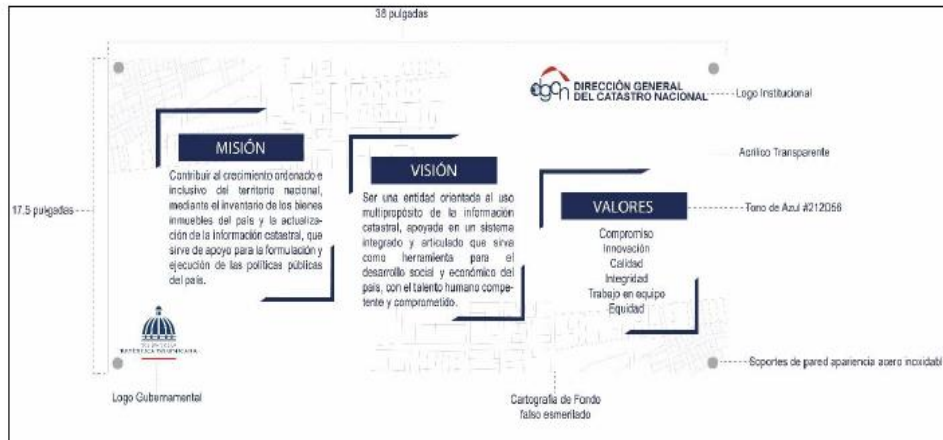 38 pulgadas
dgcn DIRECCIÓN GENERAL
DEL CATASTRO NACIONAL
Logo Institucional
Acrílico Transparente
MISIÓN
Contribuir al crecimiento ordenado e
inclusivo del territorio nacional,
mediante el inventario de los bienes
inmuebles del país y la actualiza-
ción de la información catastral, que
sirve de apoyo para la formulación y
ejecución de las políticas públicas
del país.
VISIÓN
Ser una entidad orientada al uso
multipropósito de la información
catastral, apoyada en un sistema
integrado y articulado que sirva
como herramienta para el
desarrollo social y económico del
país, con el talento humano compe-
tente y comprometido.
VALORES
Compromiso
Innovación
Calidad
Integridad
Trabajo en equipo
Equidad
17.5 pulgadas
Tono de Azul #212D56
REPÚBLICA DOMINICANA
Soportes de pared apariencia acero inoxidabl
Logo Gubernamental
Cartografía de Fondo
falso esmerilado